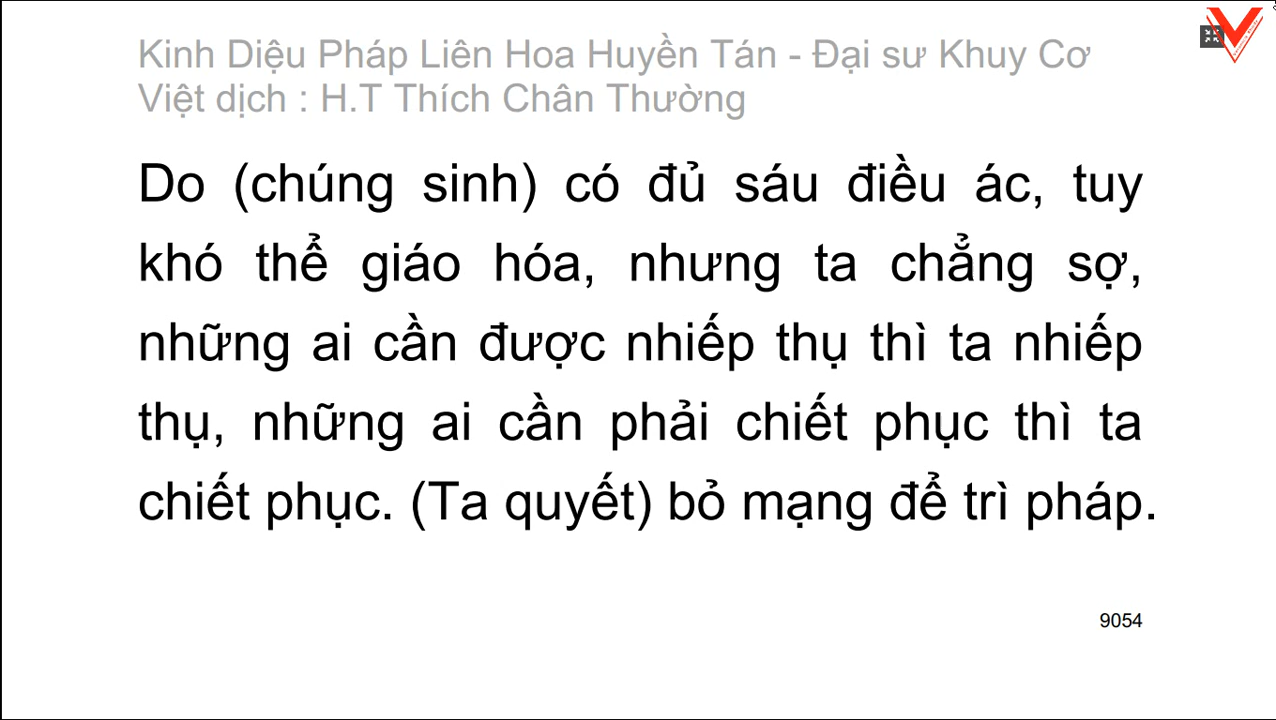 Kinh Diệu Pháp Liên Hoa Huyền Tán - Đại sư Khuy Cơ
Việt dịch : H.T Thích Chân Thường
Do (chúng sinh) có đủ sáu điều ác, tuy
khó thể giáo hóa, nhưng ta chẳng sợ,
những ai cần được nhiếp thụ thì ta nhiếp
thụ, những ai cần phải chiết phục thì ta
chiết phục. (Ta quyết) bỏ mạng để trì pháp.
9054